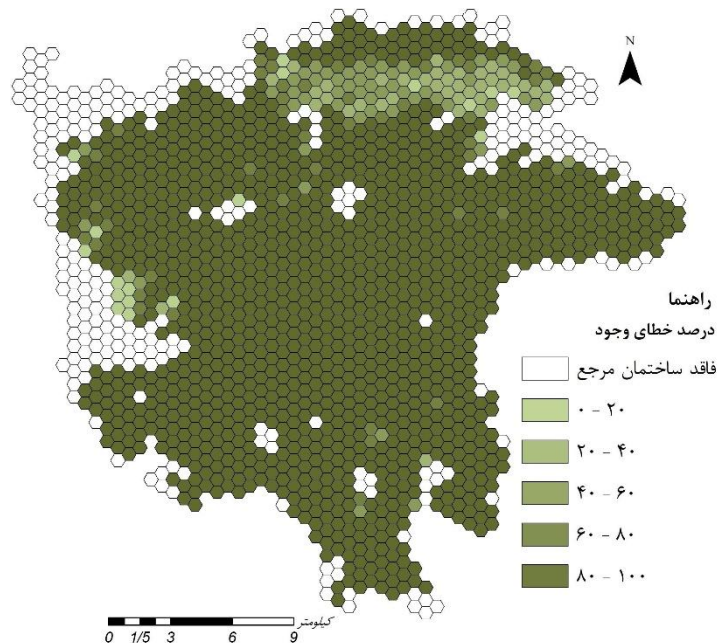 N
راهنما
درصد خطای وجود
فاقد ساختمان مرجع
۰ - ۲۰
۲۰ - ۴۰
۴۰ - ۶۰
۶۰ - ۸۰
۸۰ - ۱۰۰
کیلومتر
0 1/5 3 6 9